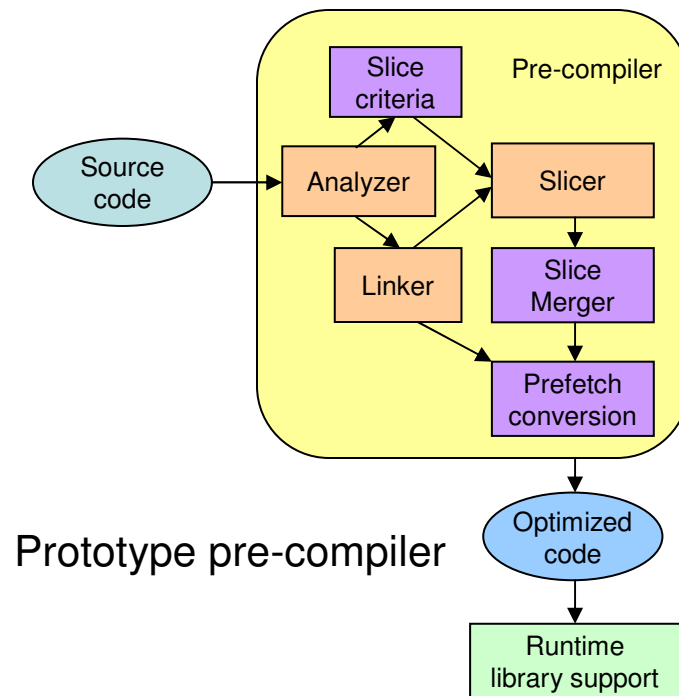 Slice
criteria
Pre-compiler
Source
code
Analyzer
Slicer
Linker
Slice
Merger
Prefetch
conversion
Prototype pre-compiler
Optimized
code
Runtime
library support